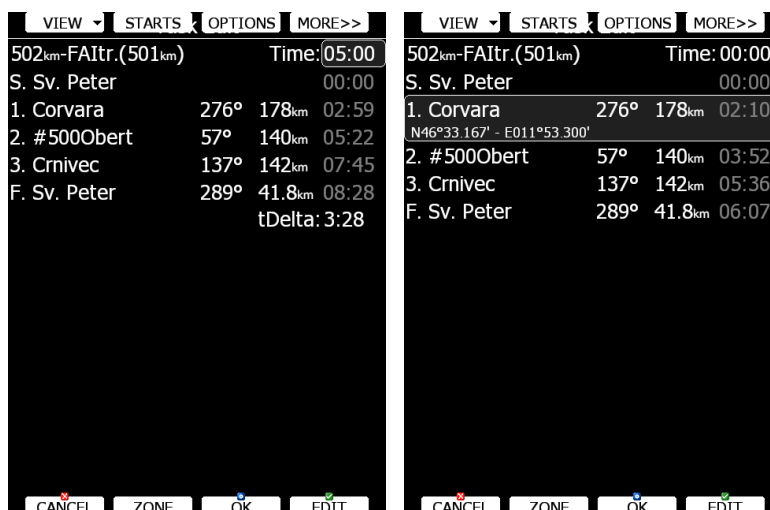 VIEW STARTS OPTIONS MORE>>
502km-FAItr.(501km) Time: 05:00
S. Sv. Peter 00:00
1. Corvara 276° 178km 02:59
2. #500Obert 57° 140km 05:22
3. Crnivec 137° 142km 07:45
F. Sv. Peter 289° 41.8km 08:28
tDelta: 3:28
CANCEL ZONE OK EDIT
VIEW STARTS OPTIONS MORE>>
502km-FAItr.(501km) Time: 00:00
S. Sv. Peter 00:00
1. Corvara 276° 178km 02:10
N46°33.167' - E011°53.300'
2. #500Obert 57° 140km 03:52
3. Crnivec 137° 142km 05:36
F. Sv. Peter 289° 41.8km 06:07
CANCEL ZONE OK EDIT